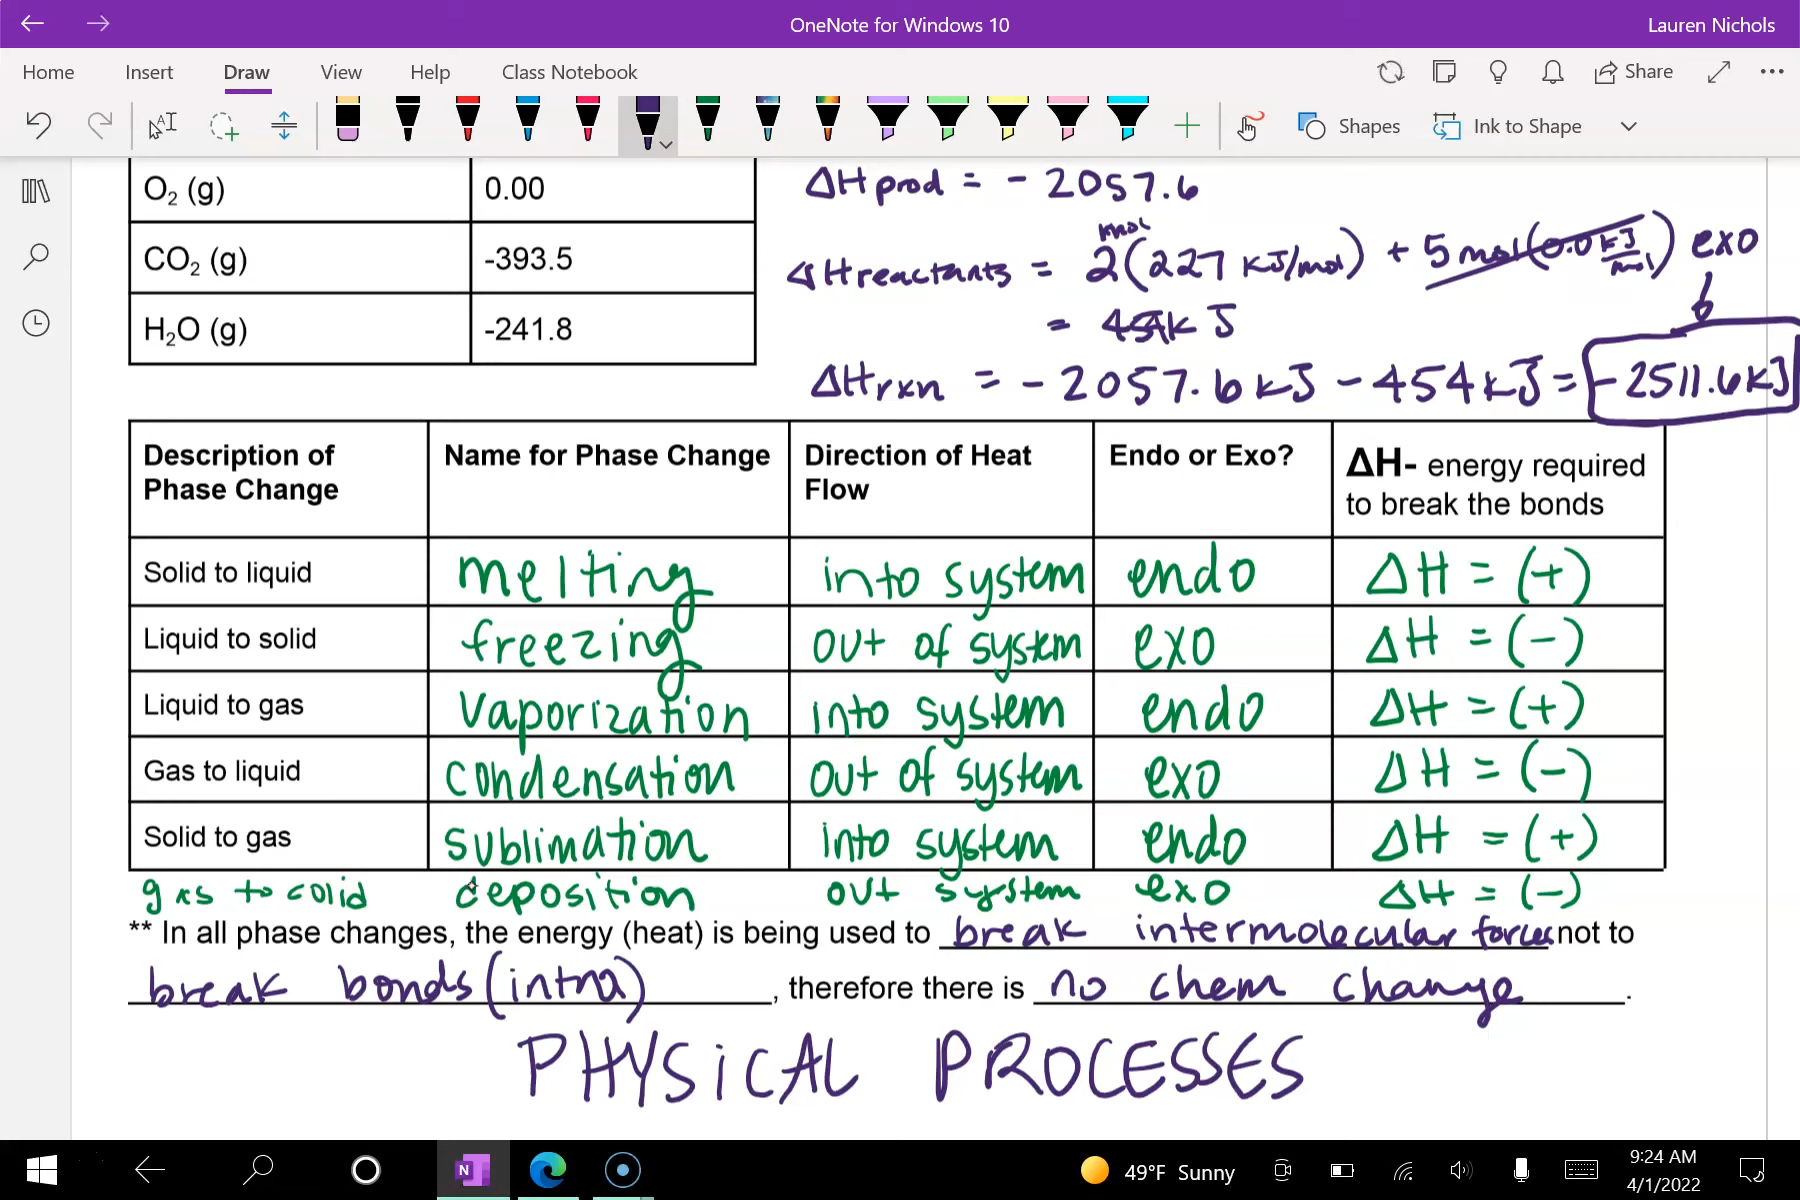 OneNote for Windows 10 Lauren Nichols
Home Insert Draw View Help Class Notebook Share
Shapes Ink to Shape
O₂ (g) 0.00
CO₂ (g) -393.5
H₂O (g) -241.8
ΔHprod = - 2057.6
ΔHreactants = 2 mol (227 KJ/mol) + 5 mol (0.0 KJ/mol) exo
= 454 KJ
ΔHrxn = - 2057.6 KJ - 454 KJ = - 2511.6 KJ
Description of Phase Change Name for Phase Change Direction of Heat Flow Endo or Exo? ΔH- energy required to break the bonds
Solid to liquid melting into system endo ΔH = (+)
Liquid to solid freezing out of system exo ΔH = (-)
Liquid to gas vaporization into system endo ΔH = (+)
Gas to liquid condensation out of system exo ΔH = (-)
Solid to gas sublimation into system endo ΔH = (+)
gas to solid deposition out system exo ΔH = (-)
** In all phase changes, the energy (heat) is being used to break intermolecular forces not to
break bonds (intra), therefore there is no chem change.
PHYSICAL PROCESSES
N 49°F Sunny 9:24 AM
4/1/2022